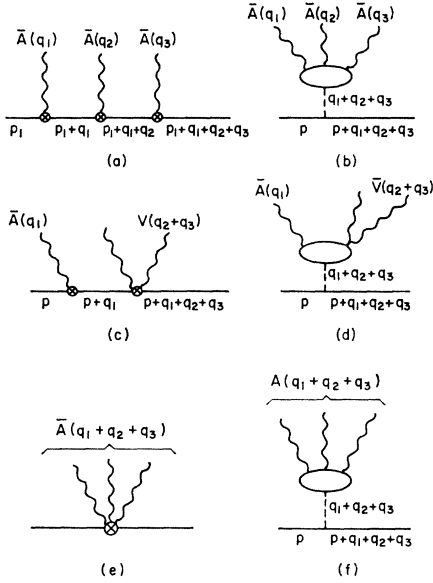 Ā(q₁) Ā(q₂) Ā(q₃)
p₁ p₁+q₁ p₁+q₁+q₂ p₁+q₁+q₂+q₃
(a)
Ā(q₁) Ā(q₂) Ā(q₃)
q₁+q₂+q₃
p p+q₁+q₂+q₃
(b)
Ā(q₁) V(q₂+q₃)
p p+q₁ p+q₁+q₂+q₃
(c)
Ā(q₁) V̄(q₂+q₃)
q₁+q₂+q₃
p p+q₁+q₂+q₃
(d)
Ā(q₁+q₂+q₃)
(e)
A(q₁+q₂+q₃)
q₁+q₂+q₃
p p+q₁+q₂+q₃
(f)